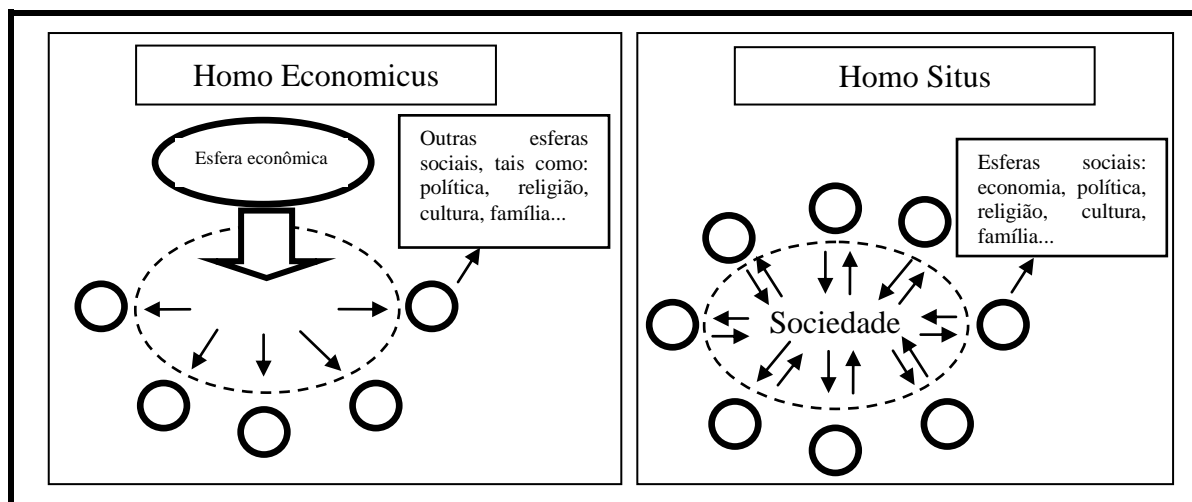 Homo Economicus
Esfera econômica
Outras esferas
sociais, tais como:
política, religião,
cultura, família...
Homo Situs
Esferas sociais:
economia, política,
religião, cultura,
família...
Sociedade